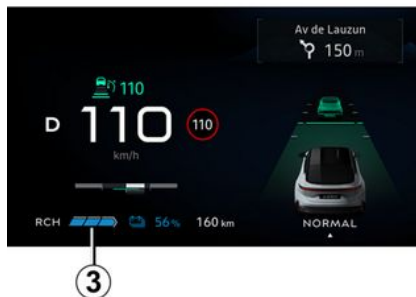 Av de Lauzun
150 m
110
D 110 110
km/h
RCH 56% 160 km
NORMAL
3